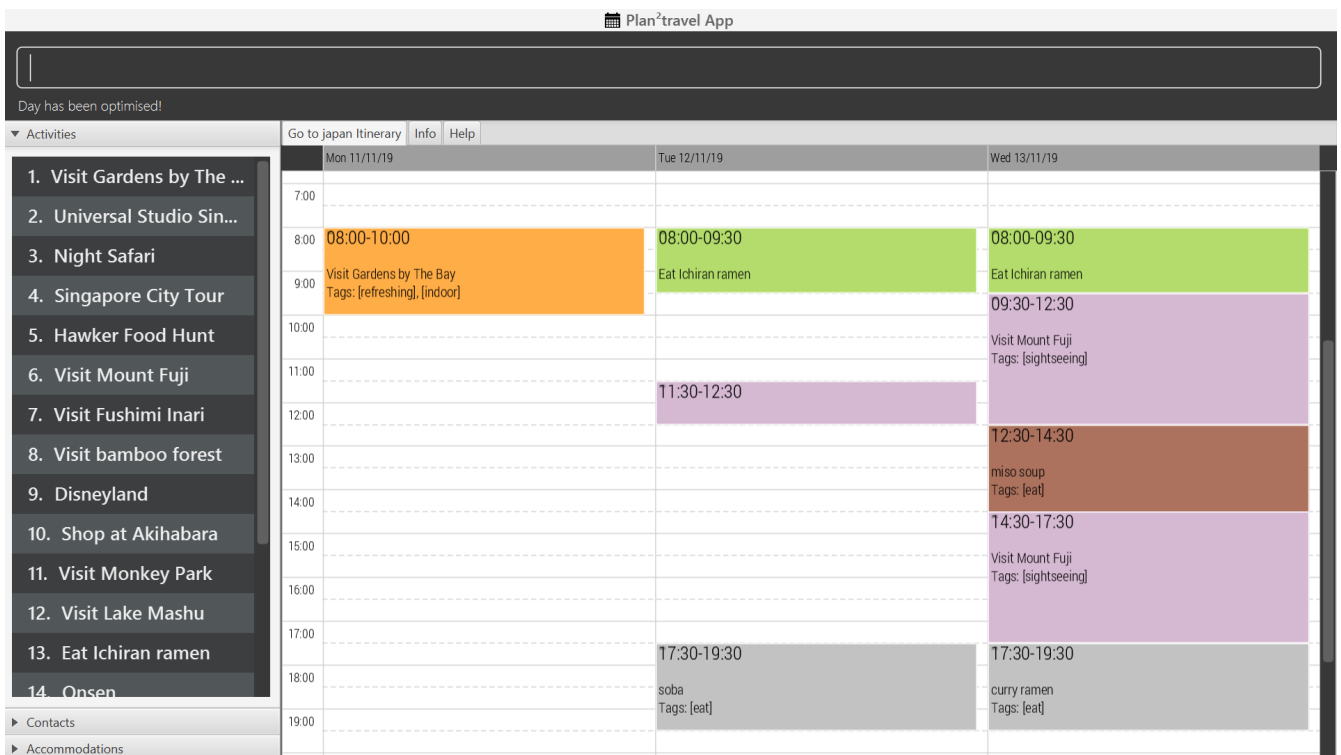 Plan²travel App
Day has been optimised!
Activities
1. Visit Gardens by The ...
2. Universal Studio Sin...
3. Night Safari
4. Singapore City Tour
5. Hawker Food Hunt
6. Visit Mount Fuji
7. Visit Fushimi Inari
8. Visit bamboo forest
9. Disneyland
10. Shop at Akihabara
11. Visit Monkey Park
12. Visit Lake Mashu
13. Eat Ichiran ramen
14. Onsen
Contacts
Accommodations
Go to japan Itinerary Info Help
Mon 11/11/19 Tue 12/11/19 Wed 13/11/19
7:00
8:00
9:00
10:00
11:00
12:00
13:00
14:00
15:00
16:00
17:00
18:00
19:00
08:00-10:00
Visit Gardens by The Bay
Tags: [refreshing], [indoor]
08:00-09:30
Eat Ichiran ramen
11:30-12:30
17:30-19:30
soba
Tags: [eat]
08:00-09:30
Eat Ichiran ramen
09:30-12:30
Visit Mount Fuji
Tags: [sightseeing]
12:30-14:30
miso soup
Tags: [eat]
14:30-17:30
Visit Mount Fuji
Tags: [sightseeing]
17:30-19:30
curry ramen
Tags: [eat]